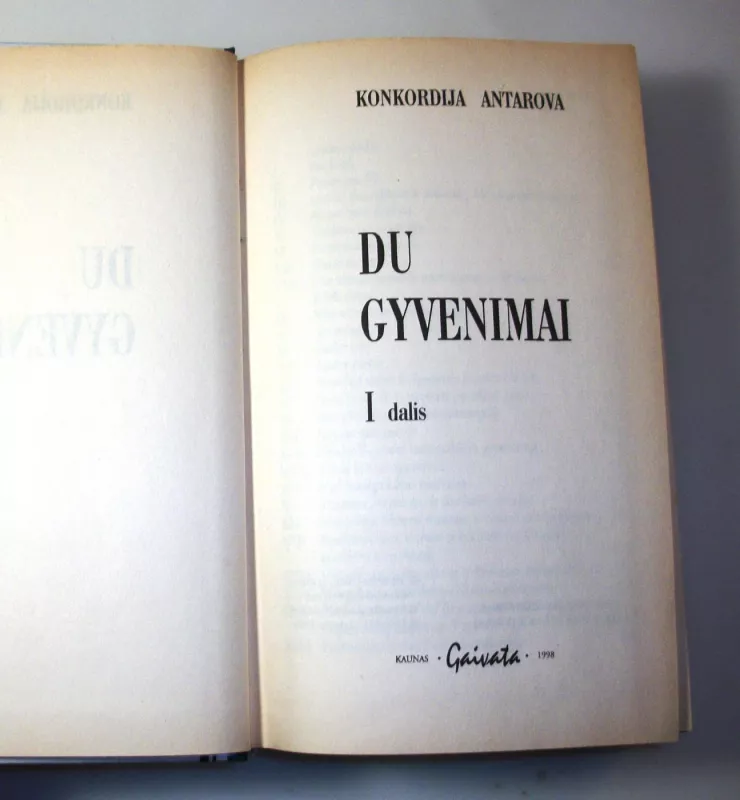 KONKORDIJA ANTAROVA
DU
GYVENIMAI
I dalis
KAUNAS • Gaivata • 1998